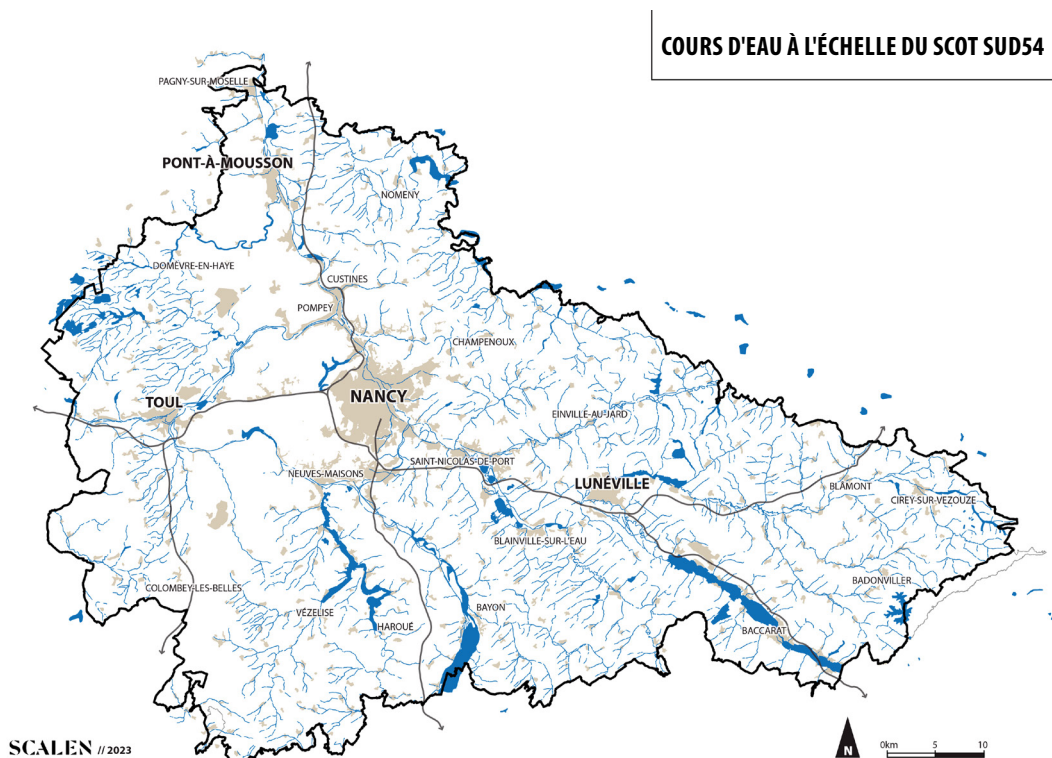 COURS D'EAU À L'ÉCHELLE DU SCOT SUD54
PAGNY-SUR-MOSELLE
PONT-À-MOUSSON
NOMENY
DOMÈVRE-EN-HAYE
CUSTINES
POMPEY
CHAMPENOUX
NANCY
TOUL
EINVILLE-AU-JARD
SAINT-NICOLAS-DE-PORT
NEUVES-MAISONS
LUNÉVILLE
BLÂMONT
CIREY-SUR-VEZOUZE
BLAINVILLE-SUR-L'EAU
BADONVILLER
COLOMBEY-LES-BELLES
VÉZELISE
BAYON
HAROUÉ
BACCARAT
SCALEN // 2023
N
0km 5 10